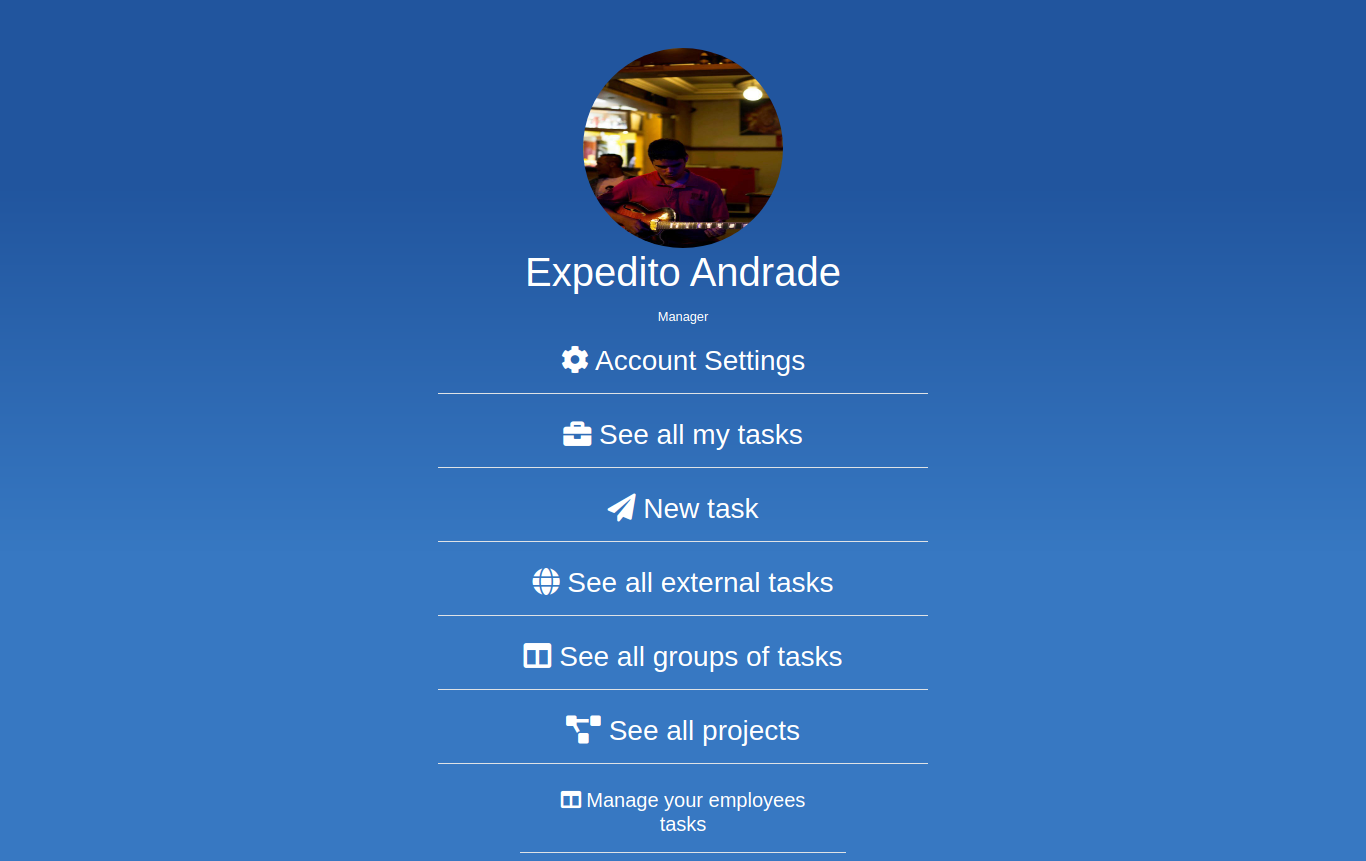 Expedito Andrade
Manager
Account Settings
See all my tasks
New task
See all external tasks
See all groups of tasks
See all projects
Manage your employees
tasks